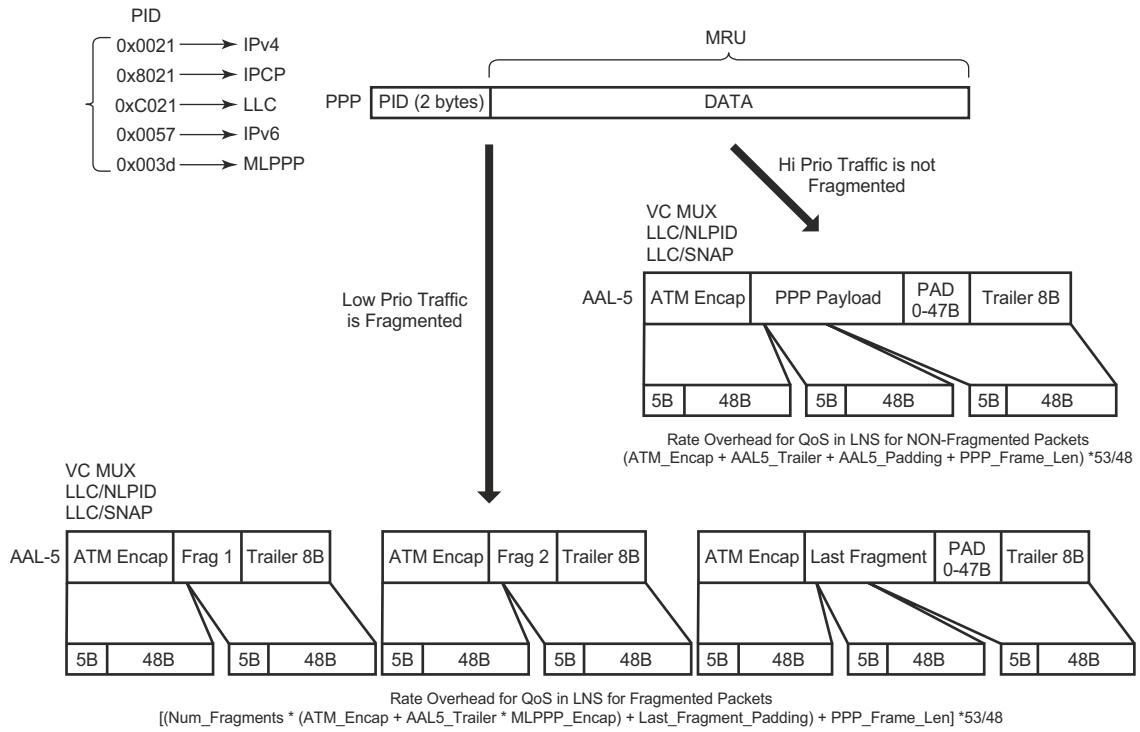 PID
0x0021 IPv4
0x8021 IPCP
0xC021 LLC
0x0057 IPv6
0x003d MLPPP
MRU
PPP PID (2 bytes) DATA
Hi Prio Traffic is not
Fragmented
Low Prio Traffic
is Fragmented
VC MUX
LLC/NLPID
LLC/SNAP
AAL-5 ATM Encap PPP Payload PAD 0-47B Trailer 8B
5B 48B 5B 48B 5B 48B
Rate Overhead for QoS in LNS for NON-Fragmented Packets
(ATM_Encap + AAL5_Trailer + AAL5_Padding + PPP_Frame_Len) *53/48
VC MUX
LLC/NLPID
LLC/SNAP
AAL-5 ATM Encap Frag 1 Trailer 8B ATM Encap Frag 2 Trailer 8B ATM Encap Last Fragment PAD 0-47B Trailer 8B
5B 48B 5B 48B 5B 48B 5B 48B 5B 48B 5B 48B 5B 48B
Rate Overhead for QoS in LNS for Fragmented Packets
[(Num_Fragments * (ATM_Encap + AAL5_Trailer * MLPPP_Encap) + Last_Fragment_Padding) + PPP_Frame_Len] *53/48